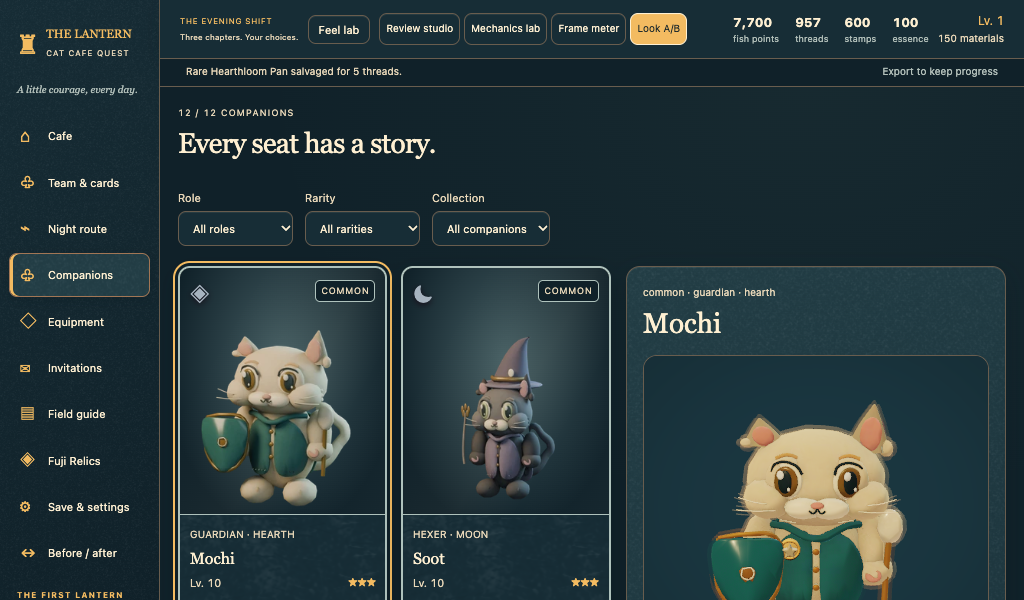 THE LANTERN
CAT CAFE QUEST
A little courage, every day.
Cafe
Team & cards
Night route
Companions
Equipment
Invitations
Field guide
Fuji Relics
Save & settings
Before / after
THE FIRST LANTERN
THE EVENING SHIFT
Three chapters. Your choices.
Feel lab
Review studio
Mechanics lab
Frame meter
Look A/B
7,700
fish points
957
threads
600
stamps
100
essence
Lv. 1
150 materials
Rare Hearthloom Pan salvaged for 5 threads.
Export to keep progress
12 / 12 COMPANIONS
Every seat has a story.
Role
Rarity
Collection
All roles
All rarities
All companions
COMMON
GUARDIAN · HEARTH
Mochi
Lv. 10
COMMON
HEXER · MOON
Soot
Lv. 10
common · guardian · hearth
Mochi